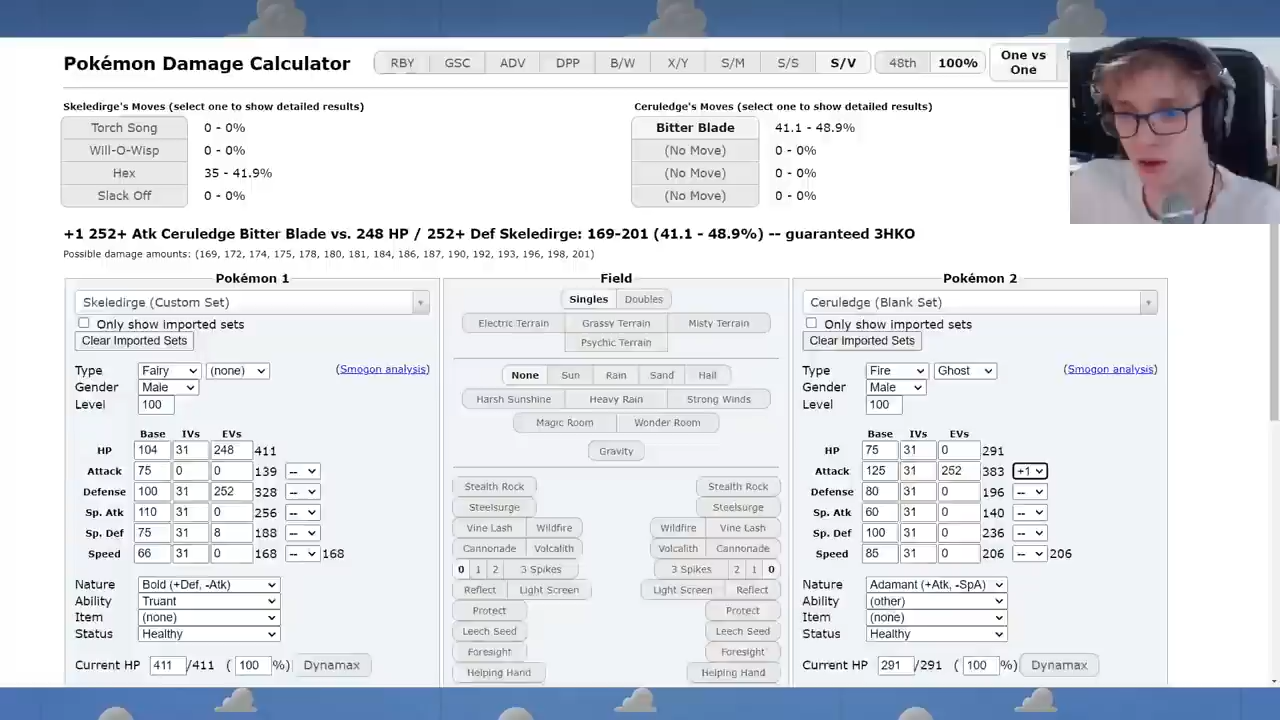 Pokémon Damage Calculator
RBY GSC ADV DPP B/W X/Y S/M S/S S/V 48th 100% One vs One
Skeledirge's Moves (select one to show detailed results)
Torch Song 0 - 0%
Will-O-Wisp 0 - 0%
Hex 35 - 41.9%
Slack Off 0 - 0%
Ceruledge's Moves (select one to show detailed results)
Bitter Blade 41.1 - 48.9%
(No Move) 0 - 0%
(No Move) 0 - 0%
(No Move) 0 - 0%
+1 252+ Atk Ceruledge Bitter Blade vs. 248 HP / 252+ Def Skeledirge: 169-201 (41.1 - 48.9%) -- guaranteed 3HKO
Possible damage amounts: (169, 172, 174, 175, 178, 180, 181, 184, 186, 187, 190, 192, 193, 196, 198, 201)
Pokémon 1
Skeledirge (Custom Set)
Only show imported sets
Clear Imported Sets
Type Fairy (none) (Smogon analysis)
Gender Male
Level 100
Base IVs EVs
HP 104 31 248 411
Attack 75 0 0 139 --
Defense 100 31 252 328 --
Sp. Atk 110 31 0 256 --
Sp. Def 75 31 8 188 --
Speed 66 31 0 168 -- 168
Nature Bold (+Def, -Atk)
Ability Truant
Item (none)
Status Healthy
Current HP 411 /411 ( 100 %) Dynamax
Field
Singles Doubles
Electric Terrain Grassy Terrain Misty Terrain
Psychic Terrain
None Sun Rain Sand Hail
Harsh Sunshine Heavy Rain Strong Winds
Magic Room Wonder Room
Gravity
Stealth Rock Stealth Rock
Steelsurge Steelsurge
Vine Lash Wildfire Wildfire Vine Lash
Cannonade Volcalith Volcalith Cannonade
0 1 2 3 Spikes 3 Spikes 2 1 0
Reflect Light Screen Light Screen Reflect
Protect Protect
Leech Seed Leech Seed
Foresight Foresight
Helping Hand Helping Hand
Pokémon 2
Ceruledge (Blank Set)
Only show imported sets
Clear Imported Sets
Type Fire Ghost (Smogon analysis)
Gender Male
Level 100
Base IVs EVs
HP 75 31 0 291
Attack 125 31 252 383 +1
Defense 80 31 0 196 --
Sp. Atk 60 31 0 140 --
Sp. Def 100 31 0 236 --
Speed 85 31 0 206 -- 206
Nature Adamant (+Atk, -SpA)
Ability (other)
Item (none)
Status Healthy
Current HP 291 /291 ( 100 %) Dynamax